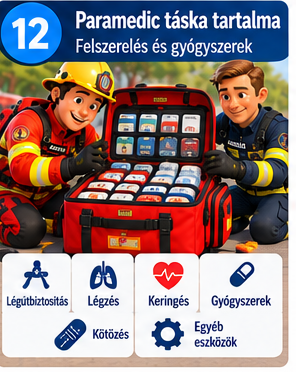 12
Paramedic táska tartalma
Felszerelés és gyógyszerek
Légútbiztosítás
Légzés
Keringés
Gyógyszerek
Kötözés
Egyéb
eszközök